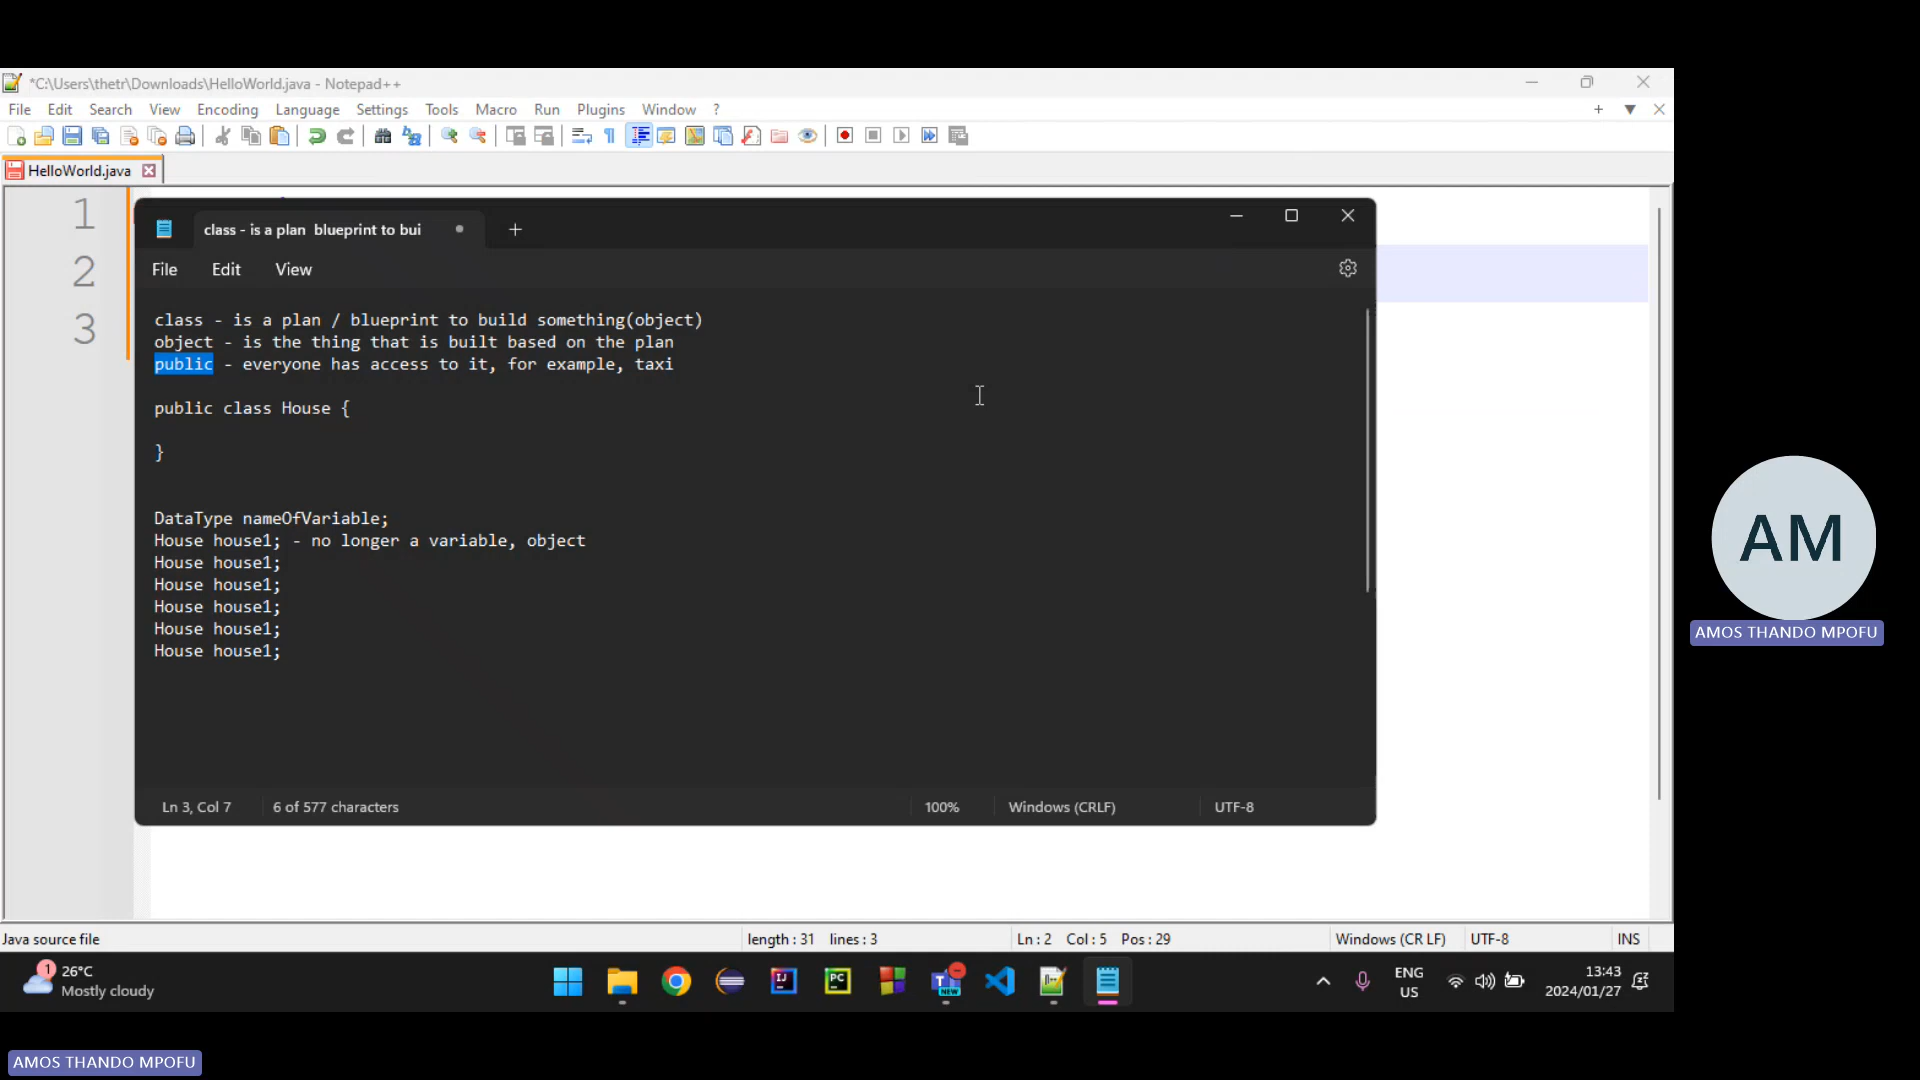 *C:\Users\thetr\Downloads\HelloWorld.java - Notepad++
File Edit Search View Encoding Language Settings Tools Macro Run Plugins Window ?
HelloWorld.java
1
2
3
class - is a plan  blueprint to bui
File Edit View
class - is a plan / blueprint to build something(object)
object - is the thing that is built based on the plan
public - everyone has access to it, for example, taxi
public class House {
}
DataType nameOfVariable;
House house1; - no longer a variable, object
House house1;
House house1;
House house1;
House house1;
House house1;
Ln 3, Col 7 6 of 577 characters 100% Windows (CRLF) UTF-8
AM
AMOS THANDO MPOFU
Java source file length : 31 lines : 3 Ln : 2 Col : 5 Pos : 29 Windows (CR LF) UTF-8 INS
1 26°C
Mostly cloudy
ENG
US
13:43
2024/01/27
AMOS THANDO MPOFU